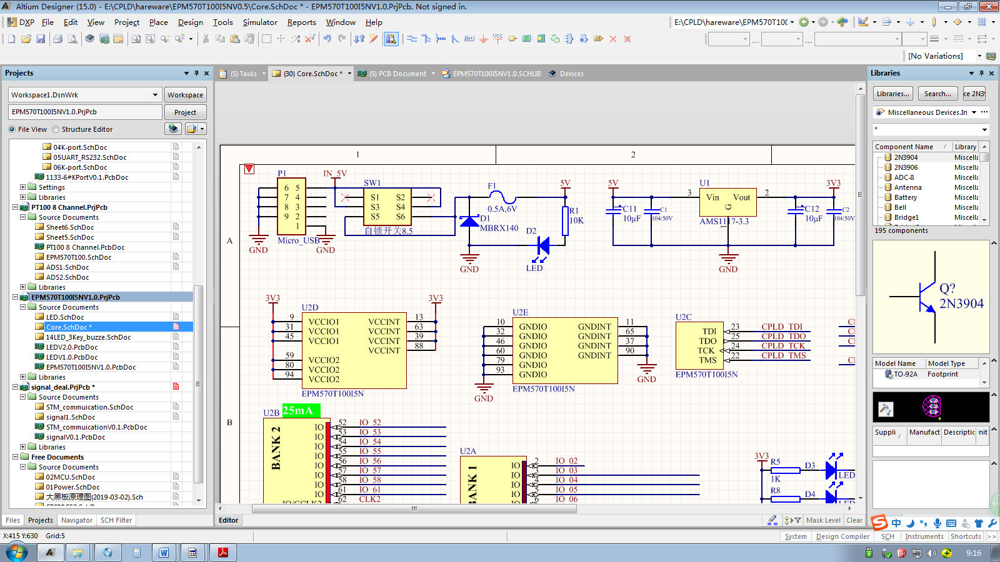 Altium Designer (15.0) - E:\CPLD\hareware\EPM570T100I5NV0.5\Core.SchDoc * - EPM570T100I5NV1.0.PrjPcb. Not signed in.
DXP File Edit View Project Place Design Tools Simulator Reports Window Help
E:\CPLD\hareware\EPM570T100
[No Variations]
Projects
Workspace1.DsnWrk
Workspace
EPM570T100I5NV1.0.PrjPcb
Project
File View
Structure Editor
04K-port.SchDoc
05UART_RS232.SchDoc
06K-port.SchDoc
1133-6#KPortV0.1.PcbDoc
Settings
Libraries
PT100 8 Channel.PrjPcb
Source Documents
Sheet6.SchDoc
Sheet5.SchDoc
PT100 8 Channel.PcbDoc
EPM570T100.SchDoc
ADS1.SchDoc
ADS2.SchDoc
Libraries
EPM570T100I5NV1.0.PrjPcb
Source Documents
LED.SchDoc
Core.SchDoc *
14LED_3Key_buzze.SchDoc
LEDV2.0.PcbDoc
LEDV1.0.PcbDoc
EPM570T100I5NV1.0.PcbDoc
Libraries
signal_deal.PrjPcb *
Source Documents
STM_commuication.SchDoc
signal1.SchDoc
STM_commuicationV0.1.PcbDoc
signalV0.1.PcbDoc
Libraries
Free Documents
Source Documents
02MCU.SchDoc
01Power.SchDoc
大黑板原理图(2019-03-02).Sch
Files Projects Navigator SCH Filter
X:415 Y:630 Grid:5
(5) Tasks
(30) Core.SchDoc *
(5) PCB Document
EPM570T100I5NV1.0.SCHLIB
Devices
1
2
A
B
P1
6 5
7 4
8 3
9 2
1
Micro_USB
GND
GND
IN_5V
SW1
S1 S2
S3 S4
S5 S6
自锁开关8.5
F1
0.5A,6V
D1
MBRX140
GND
5V
R1
10K
D2
LED
5V
C11
10μF
C1
104/50V
U1
3
Vin Vout
G
1
2
AMS1117-3.3
GND
3V3
C12
10μF
C2
104/50V
3V3
U2D
9 VCCIO1 VCCINT 13
31 VCCIO1 VCCINT 63
45 VCCIO1 VCCINT 39
VCCINT 88
59 VCCIO2
80 VCCIO2
94 VCCIO2
EPM570T100I5N
3V3
U2E
10 GNDIO GNDINT 11
32 GNDIO GNDINT 65
46 GNDIO GNDINT 37
60 GNDIO GNDINT 90
79 GNDIO
93 GNDIO
EPM570T100I5N
GND
GND
U2C
TDI 23 CPLD_TDI
TDO 25 CPLD_TDO
TCK 24 CPLD_TCK
TMS 22 CPLD_TMS
EPM570T100I5N
U2B
25mA
BANK 2
IO 52 IO_52
IO 53 IO_53
IO 54 IO_54
IO 55 IO_55
IO 56 IO_56
IO 57 IO_57
IO 58 IO_58
IO 61 IO_61
IO/GCLK2 62 CLK2
U2A
BANK 1
IO 2 IO_02
IO 3 IO_03
IO 4 IO_04
IO 5 IO_05
IO 6 IO_06
3V3
R5
1K
D3
LED
R8
D4
LED
Editor
Mask Level Clear
System Design Compiler SCH Instruments Shortcuts >>
Libraries
Libraries... Search...
Miscellaneous Devices.In
*
Component Name Library
2N3904 Miscella
2N3906 Miscella
ADC-8 Miscella
Antenna Miscella
Battery Miscella
Bell Miscella
Bridge1 Miscella
195 components
Q?
2N3904
Model Name Model Type
TO-92A Footprint
Suppli Manufact Descriptic
中
9:16